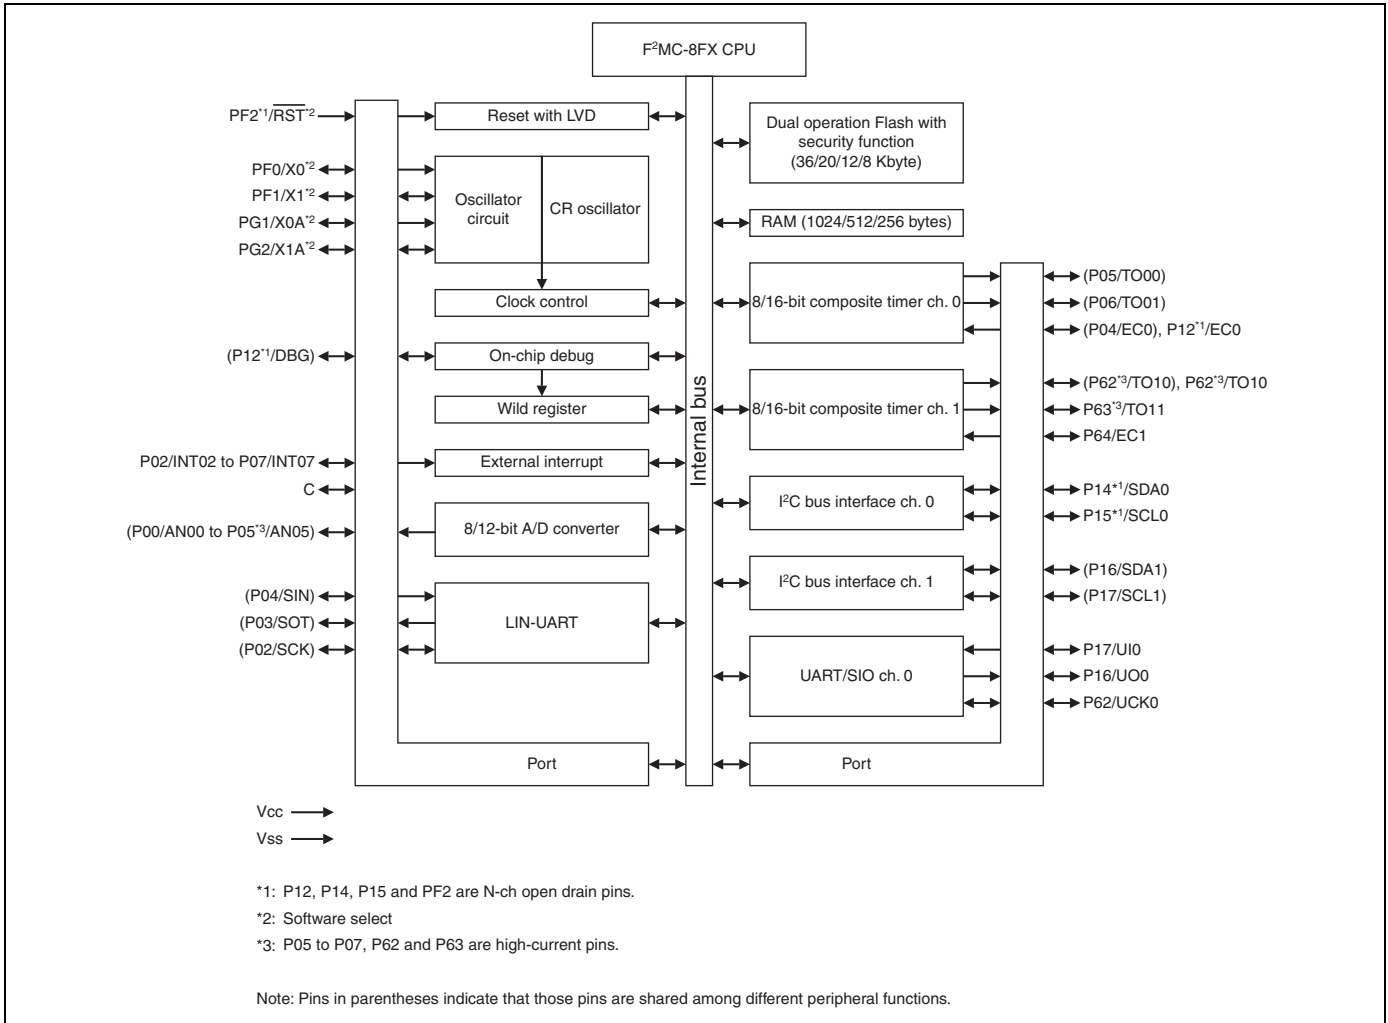 F²MC-8FX CPU
PF2*1/RST*2
Reset with LVD
Dual operation Flash with
security function
(36/20/12/8 Kbyte)
PF0/X0*2
PF1/X1*2
PG1/X0A*2
PG2/X1A*2
Oscillator
circuit
CR oscillator
RAM (1024/512/256 bytes)
Clock control
8/16-bit composite timer ch. 0
(P05/TO00)
(P06/TO01)
(P04/EC0), P12*1/EC0
(P12*1/DBG)
On-chip debug
Wild register
Internal bus
8/16-bit composite timer ch. 1
(P62*3/TO10), P62*3/TO10
P63*3/TO11
P64/EC1
P02/INT02 to P07/INT07
External interrupt
C
I²C bus interface ch. 0
P14*1/SDA0
P15*1/SCL0
(P00/AN00 to P05*3/AN05)
8/12-bit A/D converter
I²C bus interface ch. 1
(P16/SDA1)
(P17/SCL1)
(P04/SIN)
(P03/SOT)
(P02/SCK)
LIN-UART
UART/SIO ch. 0
P17/UI0
P16/UO0
P62/UCK0
Port
Port
Vcc
Vss
*1: P12, P14, P15 and PF2 are N-ch open drain pins.
*2: Software select
*3: P05 to P07, P62 and P63 are high-current pins.
Note: Pins in parentheses indicate that those pins are shared among different peripheral functions.